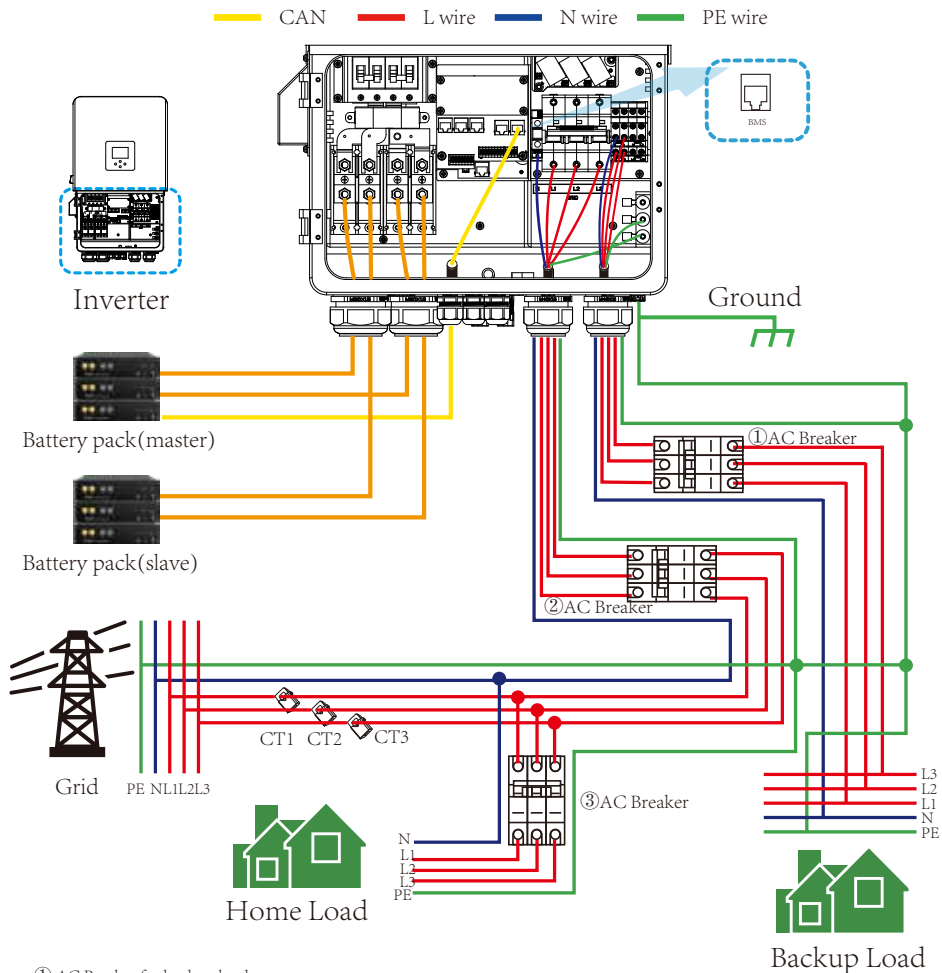 CAN L wire N wire PE wire
BMS
N L1 L2 L3
Inverter
Ground
Battery pack(master)
①AC Breaker
Battery pack(slave)
②AC Breaker
CT1 CT2 CT3
Grid PE NL1L2L3
③AC Breaker
L3
L2
L1
N
PE
N
L1
L2
L3
PE
Home Load
Backup Load